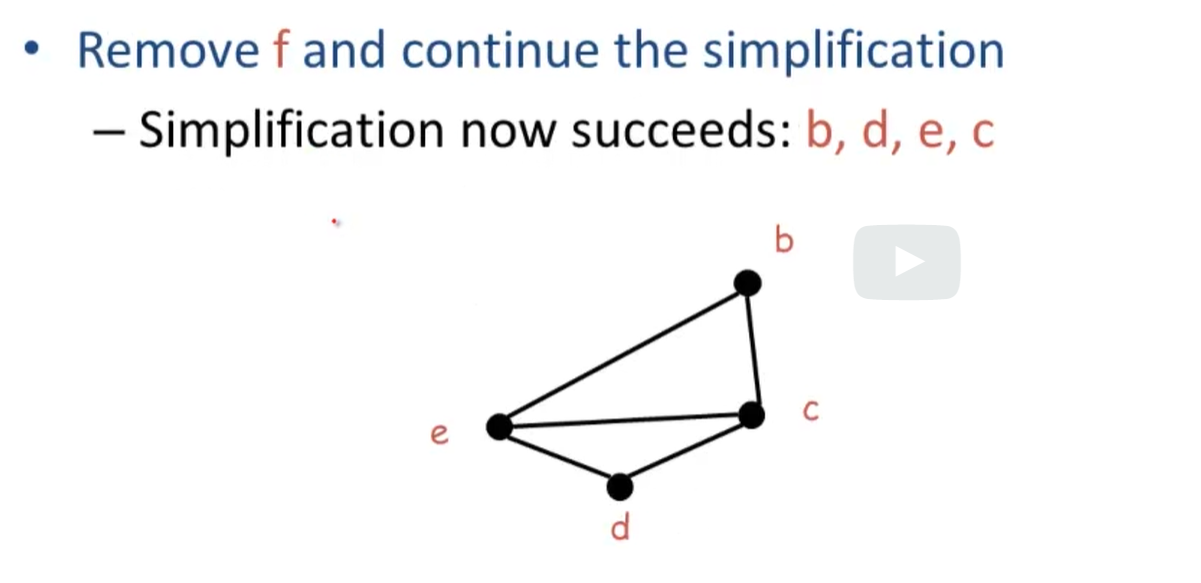 • Remove f and continue the simplification
– Simplification now succeeds: b, d, e, c
b
c
e
d